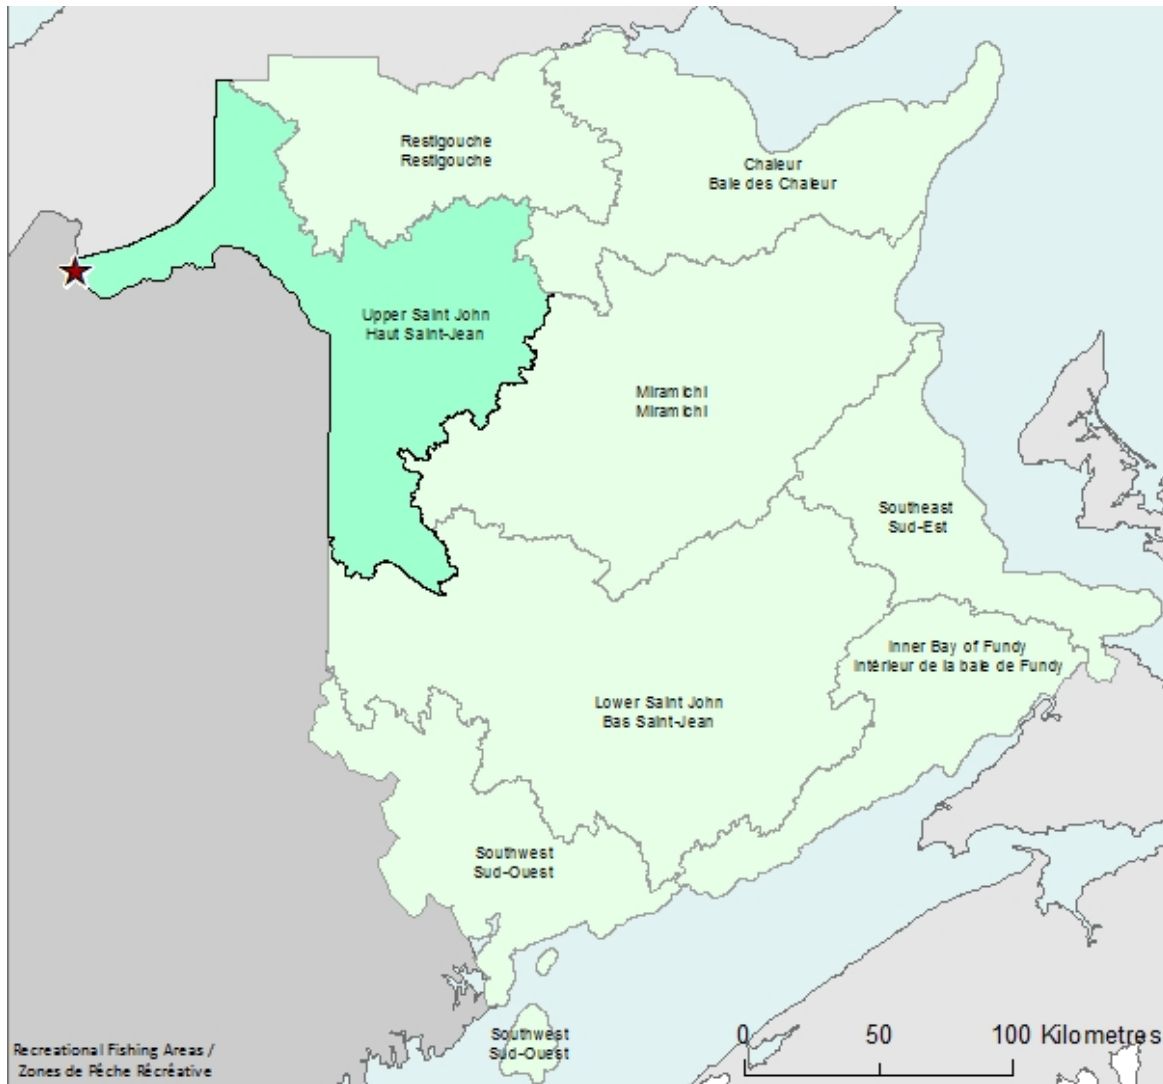 Restigouche
Restigouche
Chaleur
Baie des Chaleur
Upper Saint John
Haut Saint-Jean
Miramichi
Miramichi
Southeast
Sud-Est
Inner Bay of Fundy
Intérieur de la baie de Fundy
Lower Saint John
Bas Saint-Jean
Southwest
Sud-Ouest
Southwest
Sud-Ouest
0 50 100 Kilometres
Recreational Fishing Areas /
Zones de Pêche Récréative